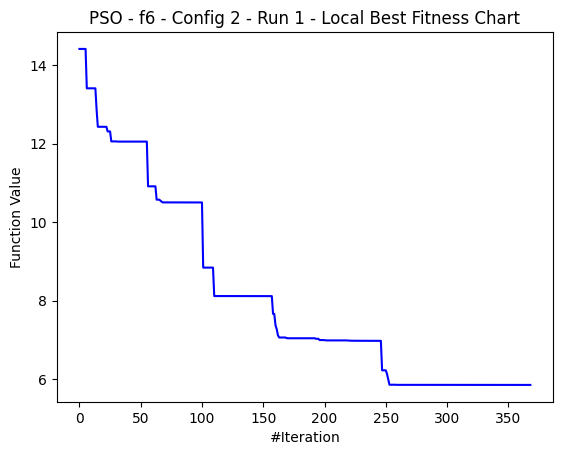 PSO - f6 - Config 2 - Run 1 - Local Best Fitness Chart
14
12
10
8
6
Function Value
0 50 100 150 200 250 300 350
#Iteration